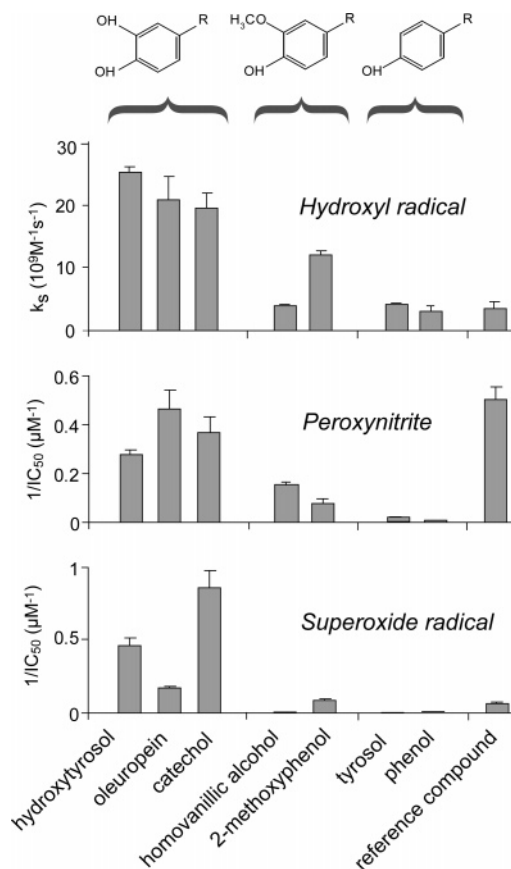 OH
R
OH
H₃CO
R
OH
R
OH
30
20
10
0
kₛ (10⁹M⁻¹s⁻¹)
Hydroxyl radical
0.6
0.4
0.2
0
1/IC₅₀ (µM⁻¹)
Peroxynitrite
1
0.5
0
1/IC₅₀ (µM⁻¹)
Superoxide radical
hydroxytyrosol
oleuropein
catechol
homovanillic alcohol
2-methoxyphenol
tyrosol
phenol
reference compound